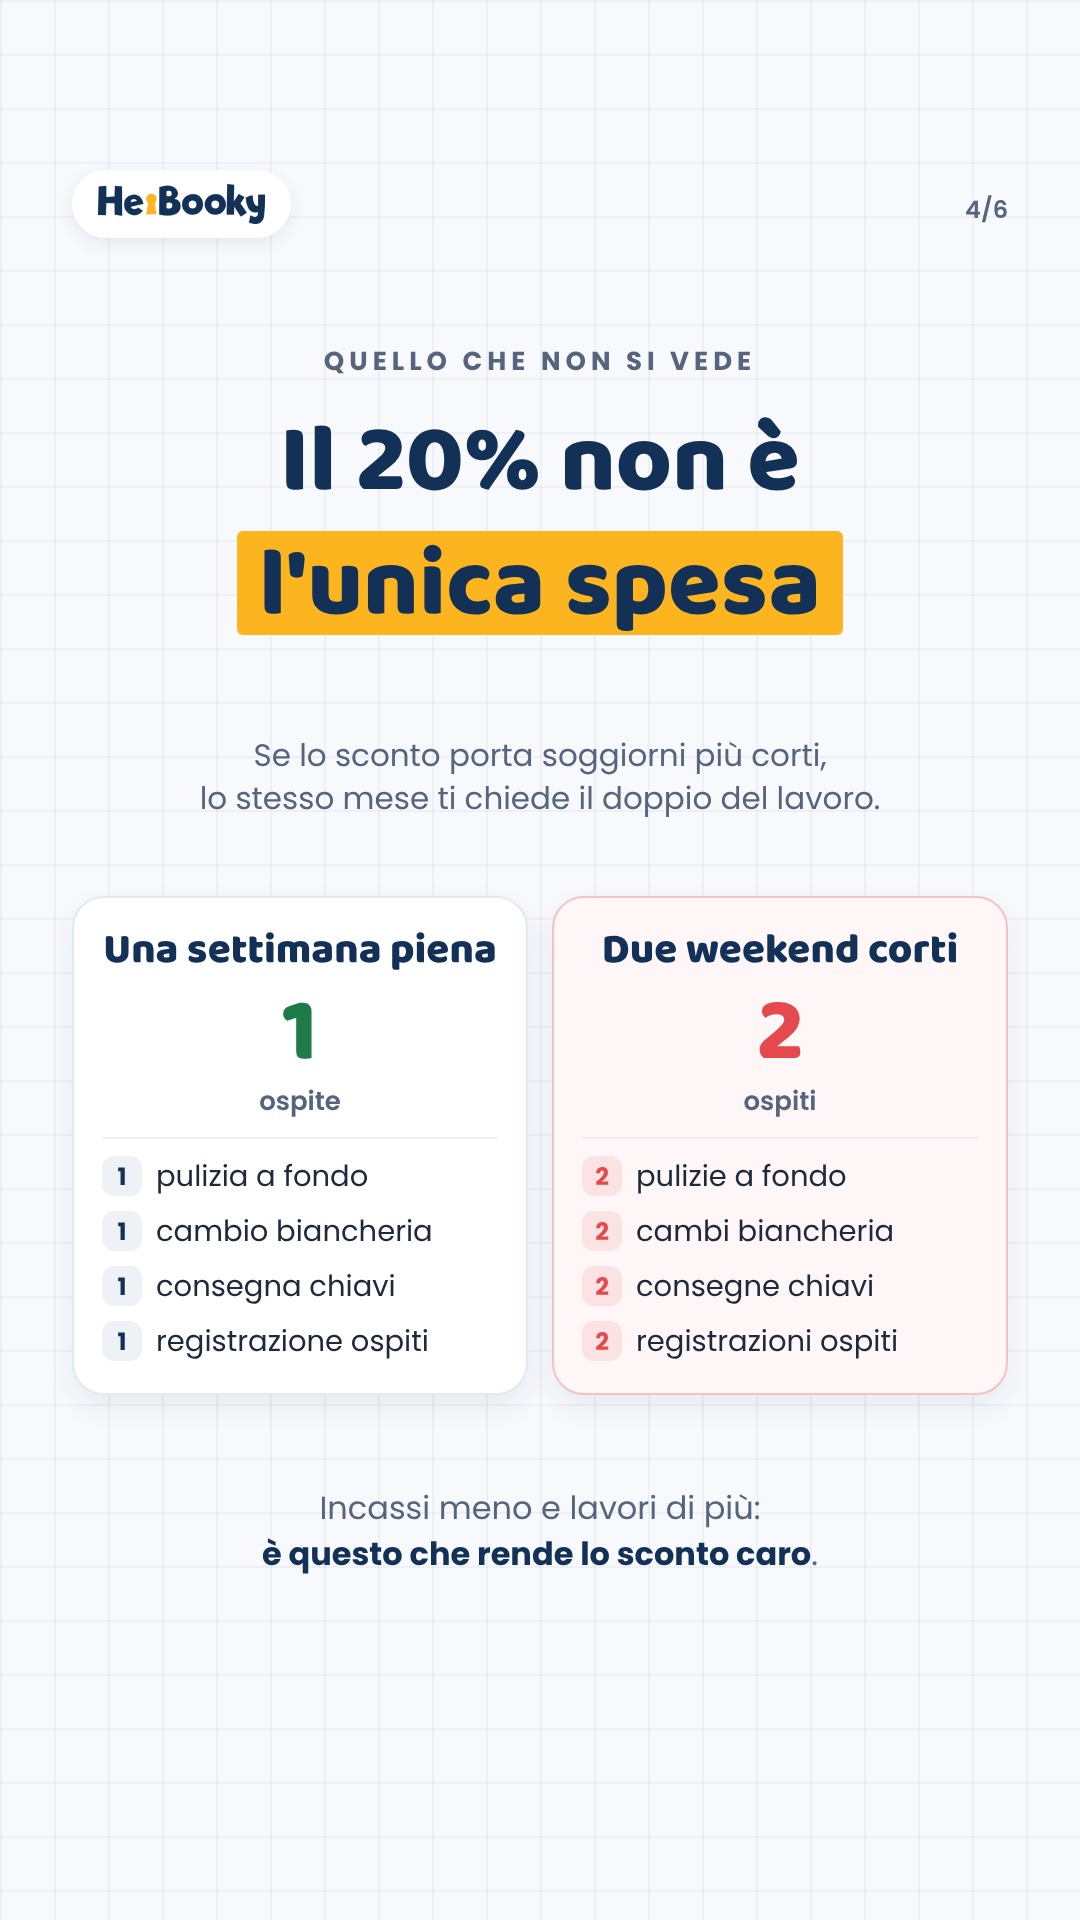 HeyBooky
4/6
QUELLO CHE NON SI VEDE
Il 20% non è
l'unica spesa
Se lo sconto porta soggiorni più corti,
lo stesso mese ti chiede il doppio del lavoro.
Una settimana piena
1
ospite
1 pulizia a fondo
1 cambio biancheria
1 consegna chiavi
1 registrazione ospiti
Due weekend corti
2
ospiti
2 pulizie a fondo
2 cambi biancheria
2 consegne chiavi
2 registrazioni ospiti
Incassi meno e lavori di più:
è questo che rende lo sconto caro.